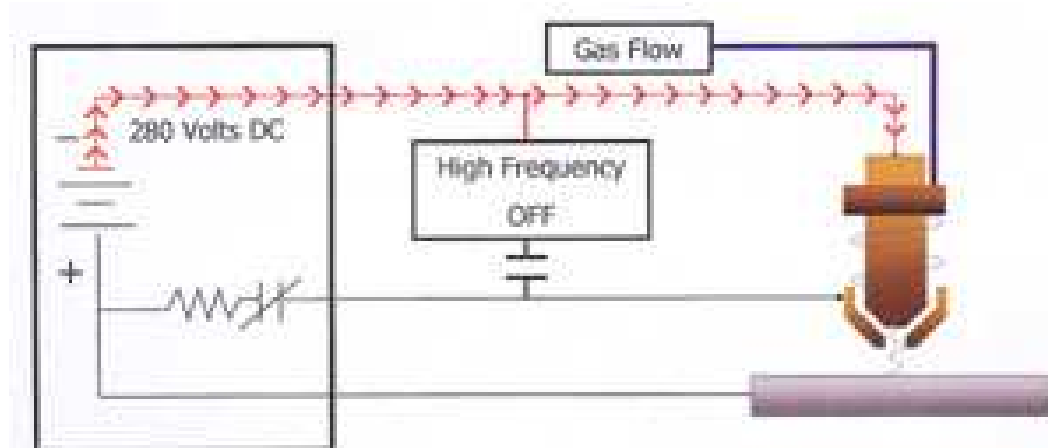 Gas Flow
280 Volts DC
−
High Frequency
OFF
+